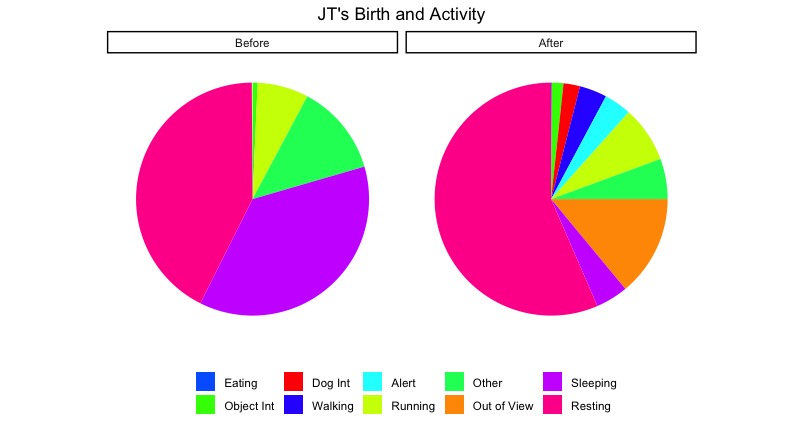 JT's Birth and Activity
Before After
Eating Dog Int Alert Other Sleeping
Object Int Walking Running Out of View Resting